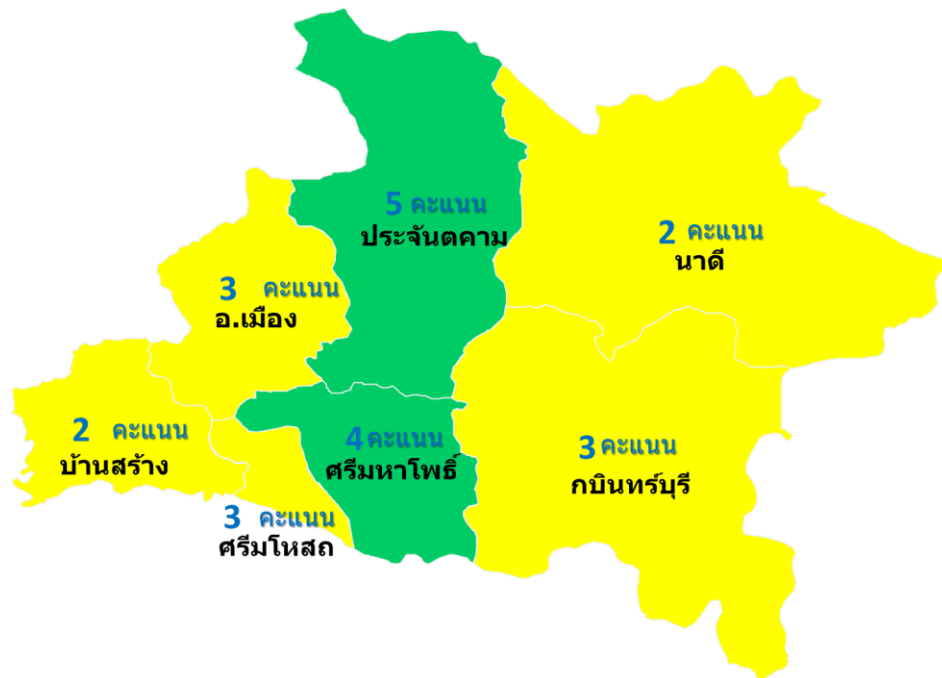 5 คะแนน
ประจันตคาม
2 คะแนน
นาดี
3 คะแนน
อ.เมือง
2 คะแนน
บ้านสร้าง
4 คะแนน
ศรีมหาโพธิ์
3 คะแนน
กบินทร์บุรี
3 คะแนน
ศรีมโหสถ